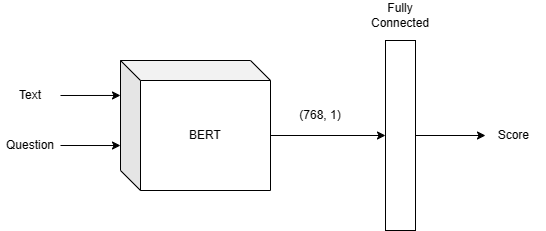 Fully
Connected
Text
(768, 1)
BERT
Score
Question